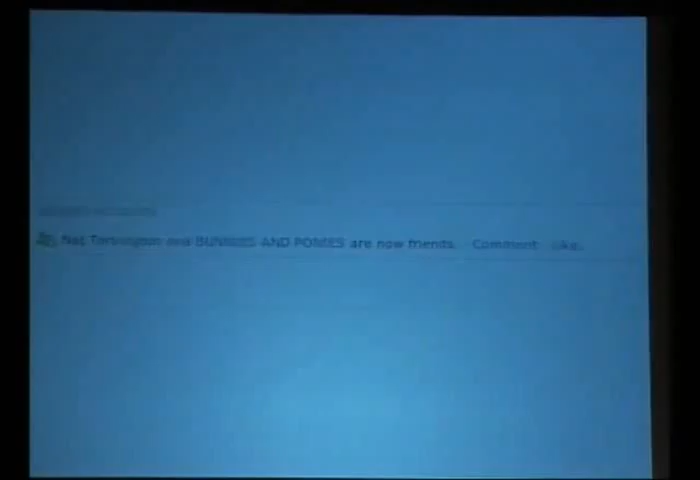 Nat Torkington and BUNNIES AND PONIES are now friends. · Comment · Like